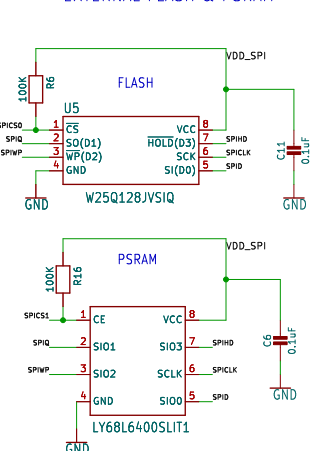 VDD_SPI
100K
R6
FLASH
U5
SPICS0
1
CS
VCC
8
SPIQ
2
SO(D1)
HOLD(D3)
7
SPIHD
SPIWP
3
WP(D2)
SCK
6
SPICLK
4
GND
SI(D0)
5
SPID
C11
0.1uF
GND
W25Q128JVSIQ
GND
VDD_SPI
100K
R16
PSRAM
SPICS1
1
CE
VCC
8
SPIQ
2
SIO1
SIO3
7
SPIHD
C6
0.1uF
SPIWP
3
SIO2
SCLK
6
SPICLK
GND
4
GND
SIO0
5
SPID
LY68L6400SLIT1
GND